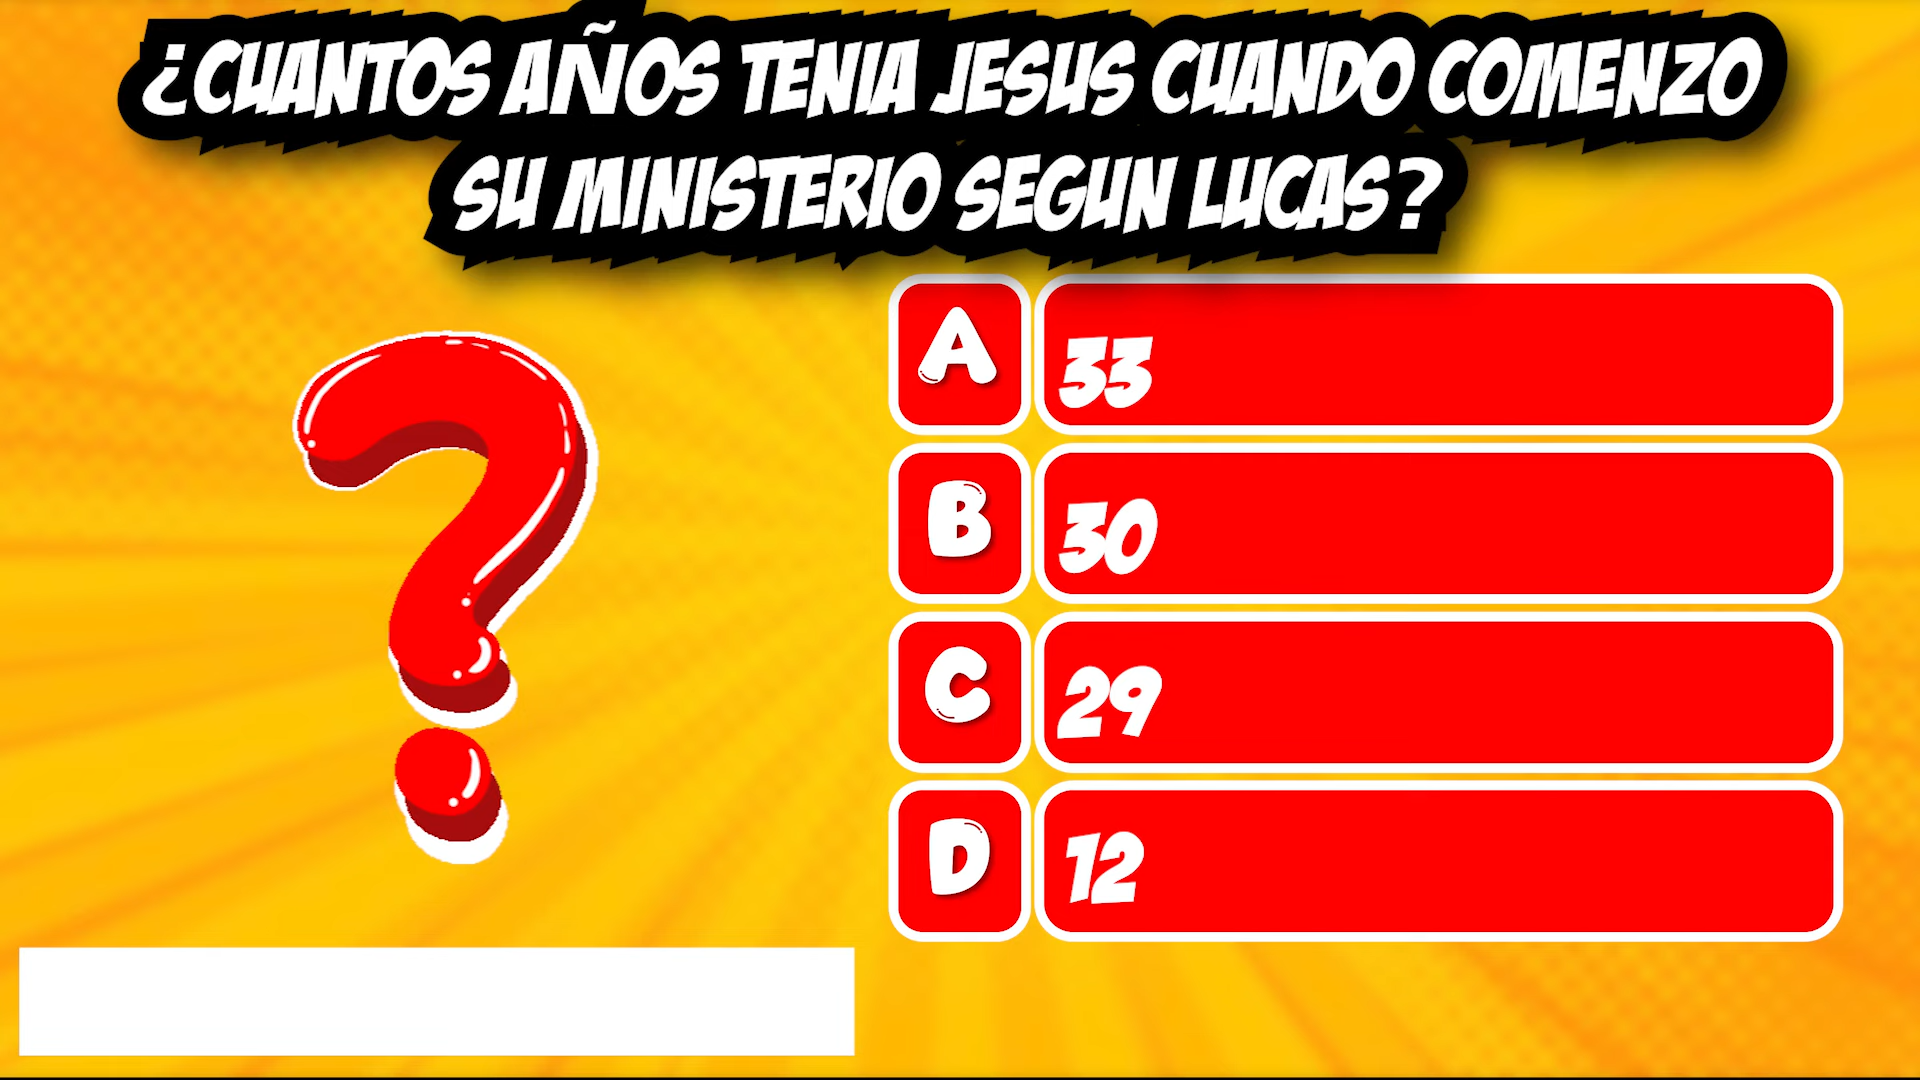 ¿CUANTOS AÑOS TENIA JESUS CUANDO COMENZO
SU MINISTERIO SEGUN LUCAS?
A 33
B 30
C 29
D 12